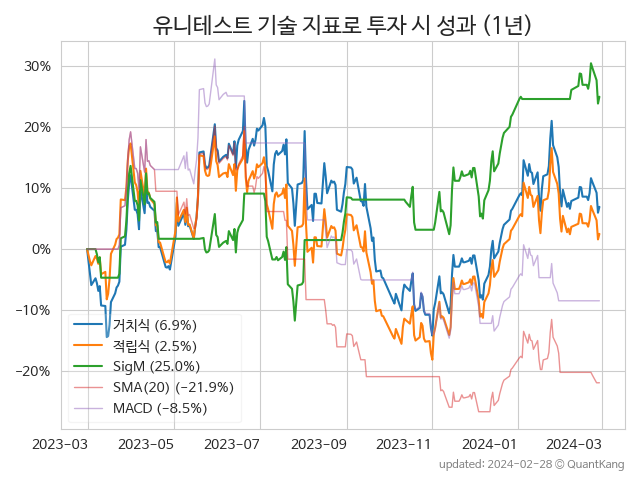 유니테스트 기술 지표로 투자 시 성과 (1년)
30%
20%
10%
0%
−10%
−20%
거치식 (6.9%)
적립식 (2.5%)
SigM (25.0%)
SMA(20) (−21.9%)
MACD (−8.5%)
2023-03 2023-05 2023-07 2023-09 2023-11 2024-01 2024-03
updated: 2024-02-28 ⓒ QuantKang